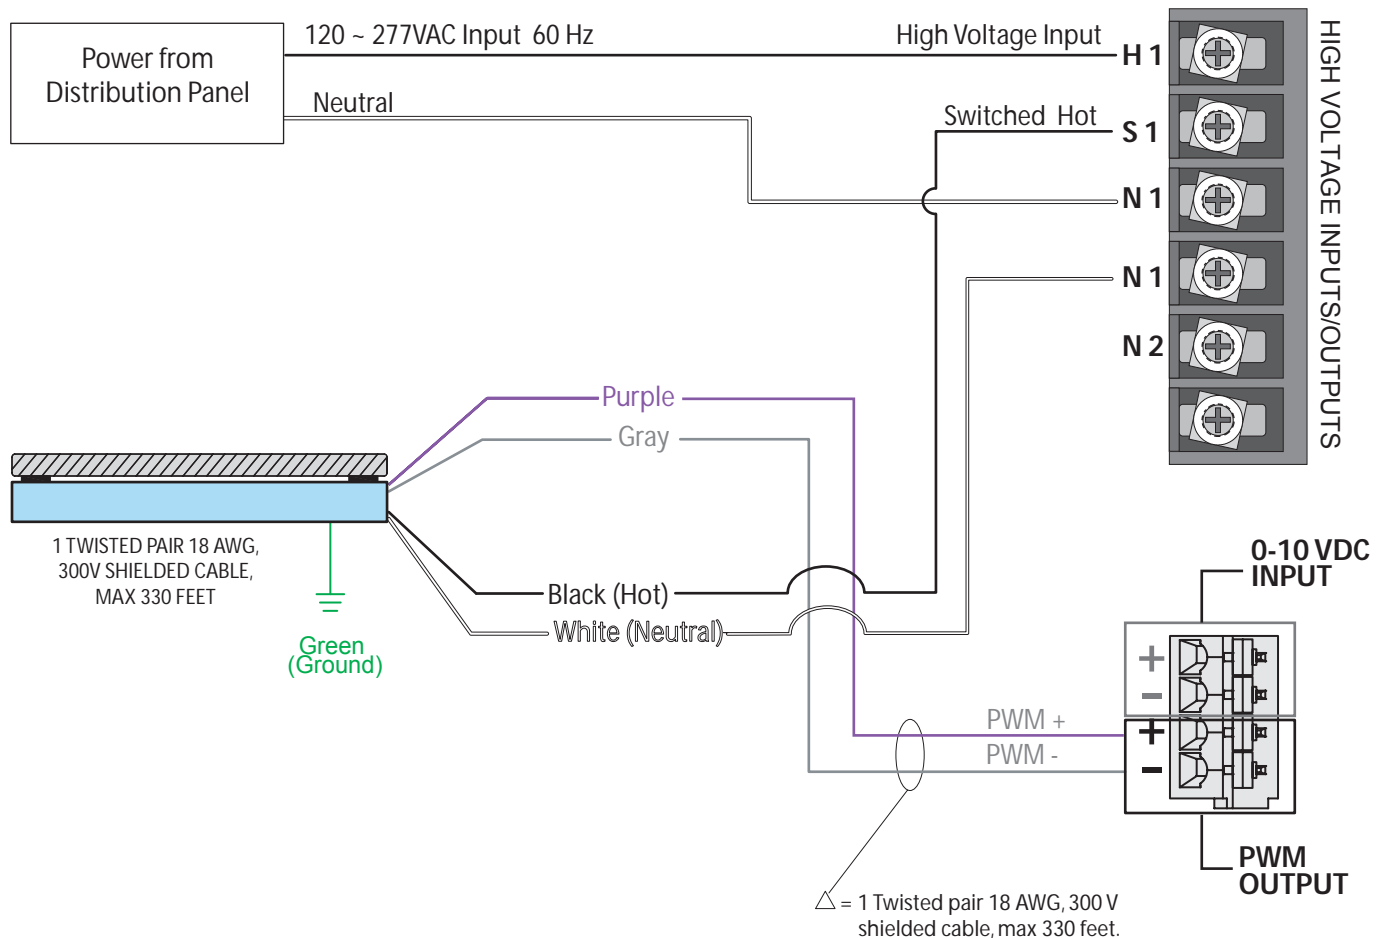 Power from
Distribution Panel
120 ~ 277VAC Input 60 Hz
Neutral
High Voltage Input
H 1
Switched Hot
S 1
N 1
N 1
N 2
HIGH VOLTAGE INPUTS/OUTPUTS
Purple
Gray
1 TWISTED PAIR 18 AWG,
300V SHIELDED CABLE,
MAX 330 FEET
Green
(Ground)
Black (Hot)
White (Neutral)
0-10 VDC
INPUT
+
−
PWM +
+
PWM -
−
PWM
OUTPUT
△ = 1 Twisted pair 18 AWG, 300 V
shielded cable, max 330 feet.